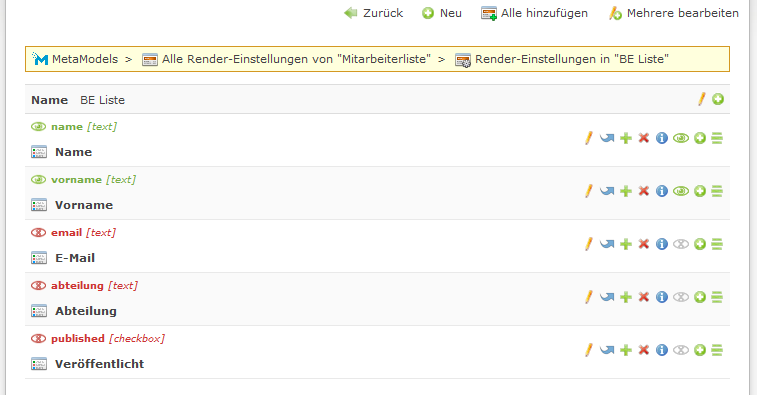 Zurück Neu Alle hinzufügen Mehrere bearbeiten
MetaModels > Alle Render-Einstellungen von "Mitarbeiterliste" > Render-Einstellungen in "BE Liste"
Name BE Liste
name [text]
Name
vorname [text]
Vorname
email [text]
E-Mail
abteilung [text]
Abteilung
published [checkbox]
Veröffentlicht